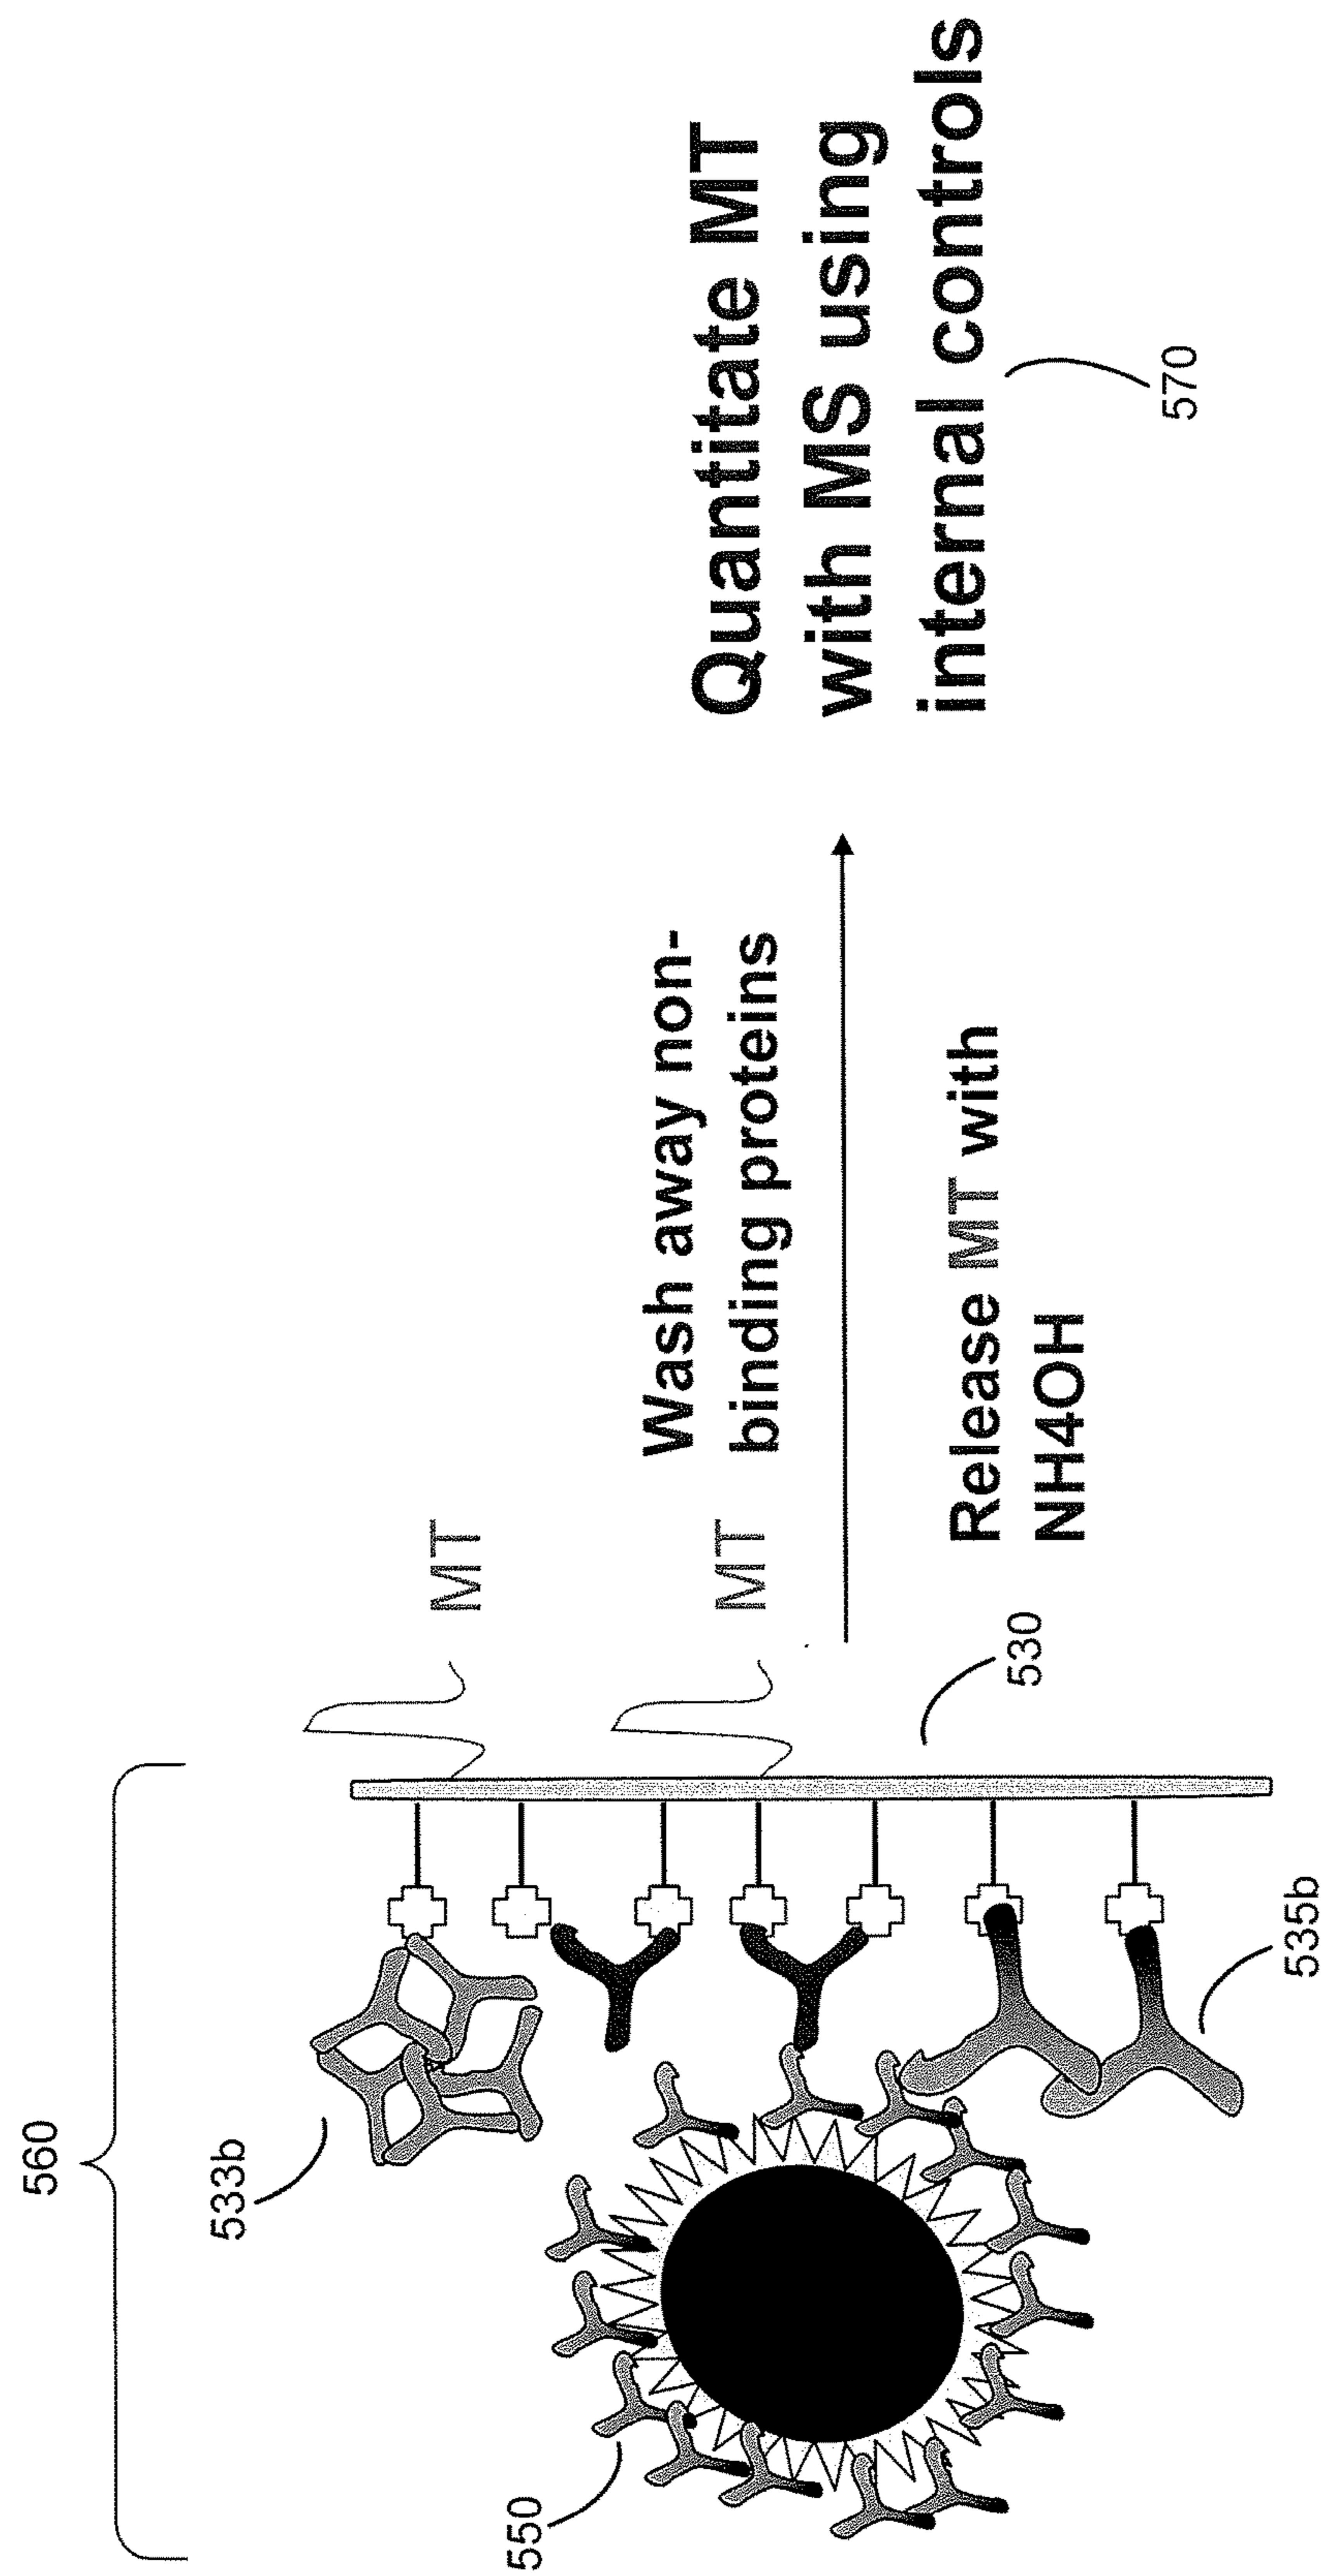 560
533b
550
MT
MT
Wash away non-
binding proteins
Release MT with
NH4OH
530
535b
Quantitate MT
with MS using
internal controls
570